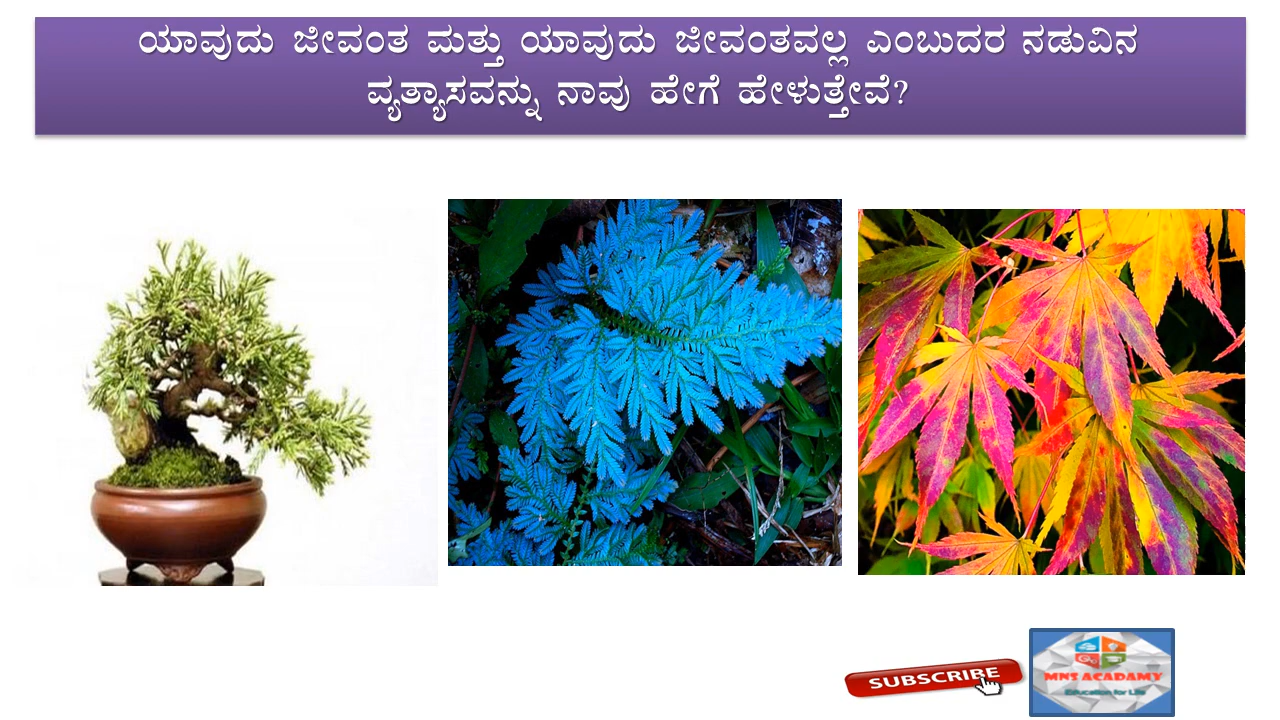 ಯಾವುದು ಜೀವಂತ ಮತ್ತು ಯಾವುದು ಜೀವಂತವಲ್ಲ ಎಂಬುದರ ನಡುವಿನ
ವ್ಯತ್ಯಾಸವನ್ನು ನಾವು ಹೇಗೆ ಹೇಳುತ್ತೇವೆ?
SUBSCRIBE
MNS ACADAMY
Education for Life